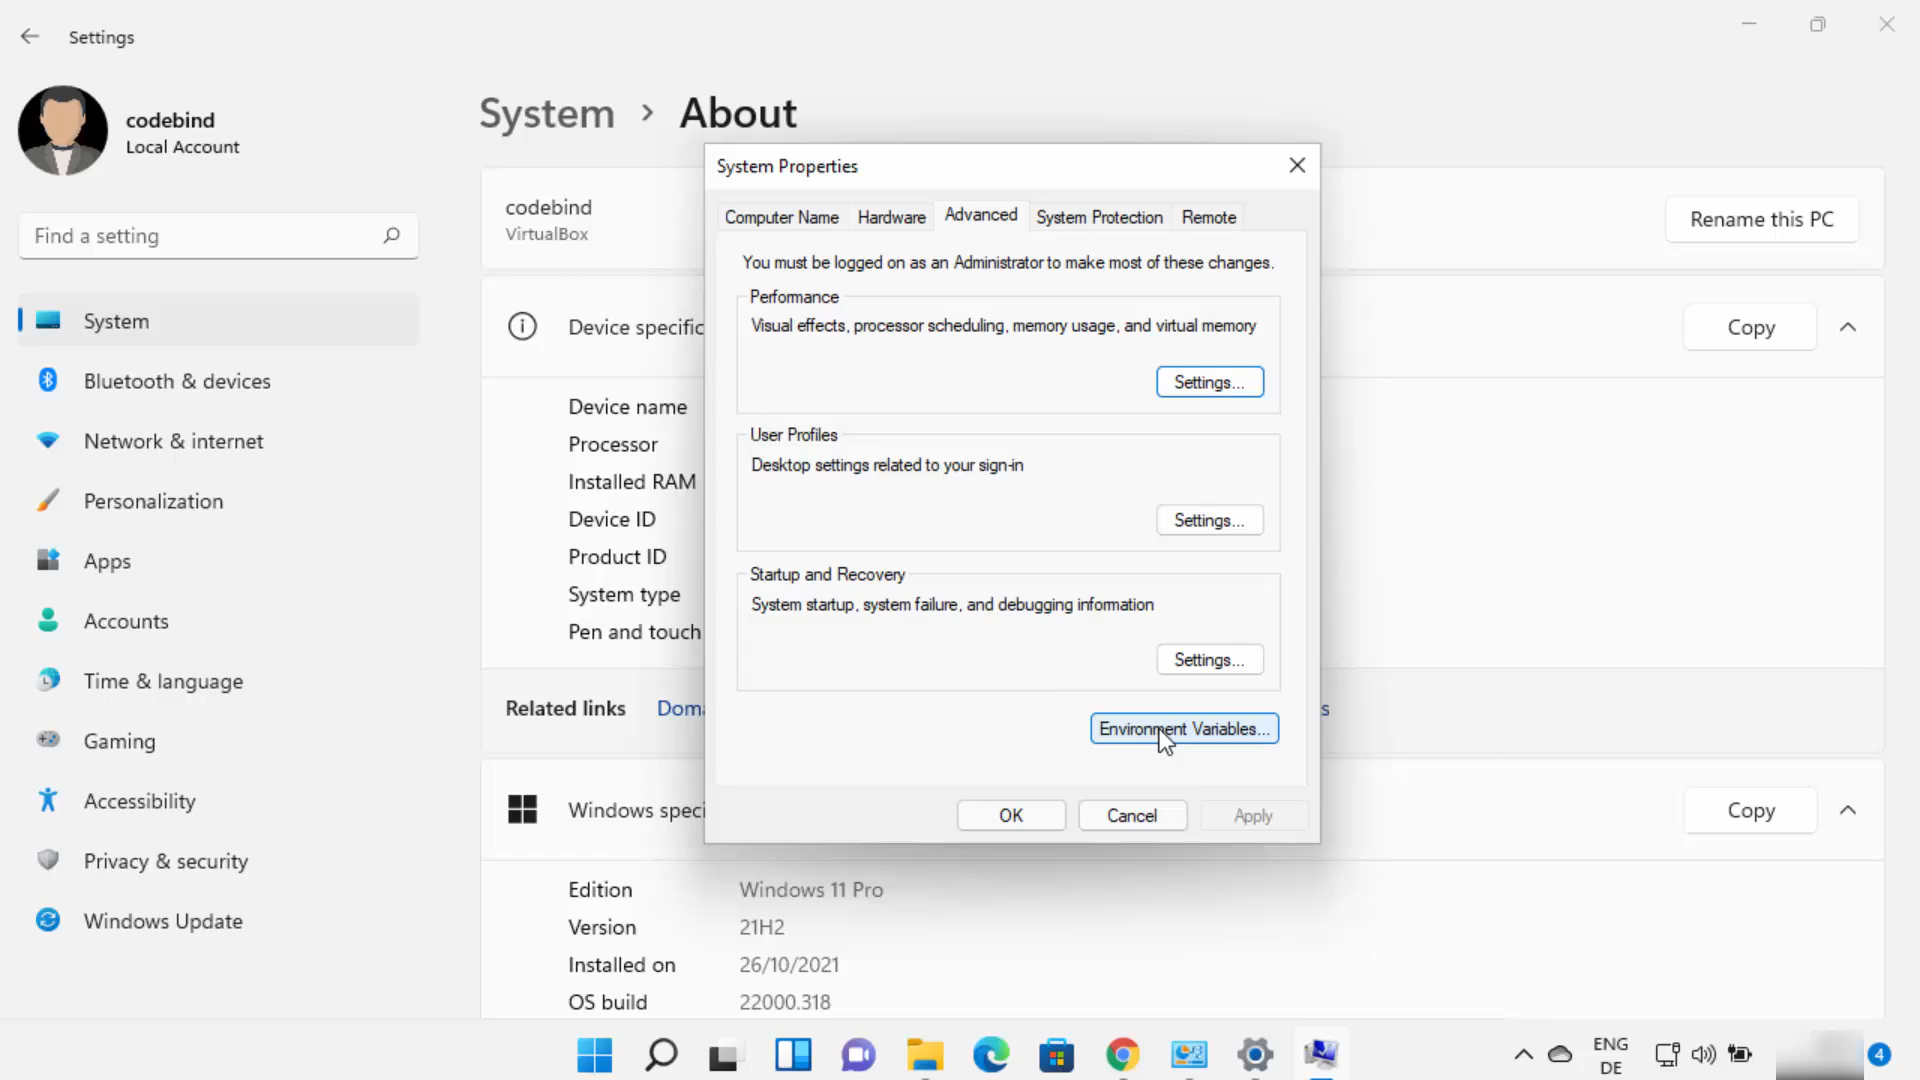 Settings
codebind
Local Account
Find a setting
System
Bluetooth & devices
Network & internet
Personalization
Apps
Accounts
Time & language
Gaming
Accessibility
Privacy & security
Windows Update
System > About
codebind
VirtualBox
Rename this PC
Device specific
Copy
Device name
Processor
Installed RAM
Device ID
Product ID
System type
Pen and touch
Related links Doma
s
Windows speci
Copy
Edition Windows 11 Pro
Version 21H2
Installed on 26/10/2021
OS build 22000.318
System Properties
Computer Name Hardware Advanced System Protection Remote
You must be logged on as an Administrator to make most of these changes.
Performance
Visual effects, processor scheduling, memory usage, and virtual memory
Settings...
User Profiles
Desktop settings related to your sign-in
Settings...
Startup and Recovery
System startup, system failure, and debugging information
Settings...
Environment Variables...
OK Cancel Apply
ENG
DE
4